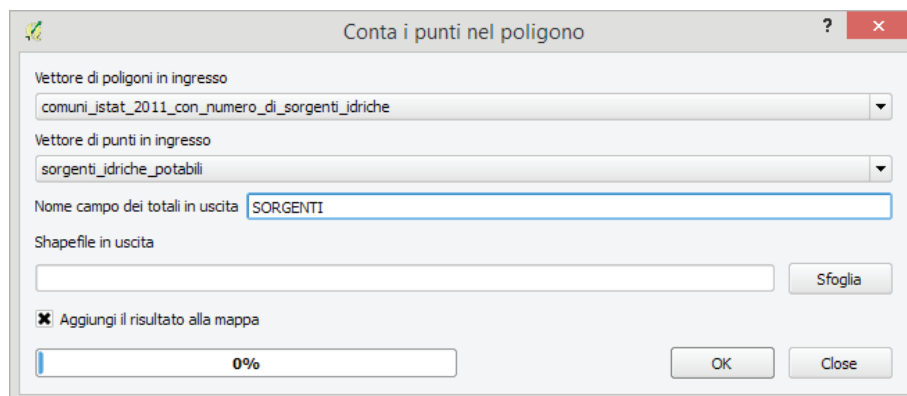 Conta i punti nel poligono ? ×
Vettore di poligoni in ingresso
comuni_istat_2011_con_numero_di_sorgenti_idriche
Vettore di punti in ingresso
sorgenti_idriche_potabili
Nome campo dei totali in uscita SORGENTI
Shapefile in uscita
Sfoglia
Aggiungi il risultato alla mappa
0% OK Close